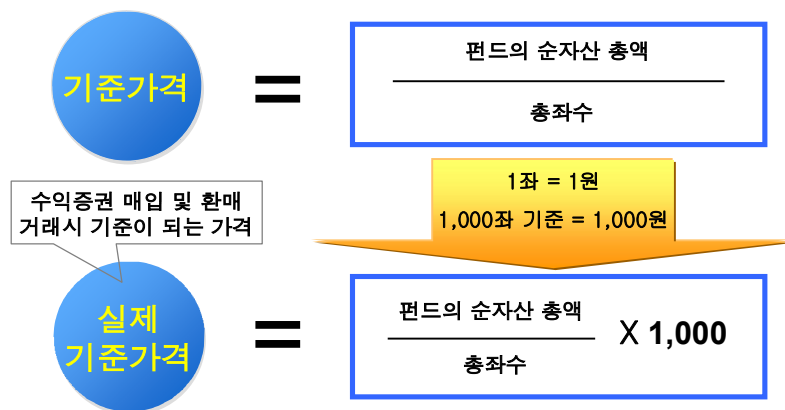 기준가격
=
펀드의 순자산 총액
총좌수
1좌 = 1원
1,000좌 기준 = 1,000원
수익증권 매입 및 환매
거래시 기준이 되는 가격
실제
기준가격
=
펀드의 순자산 총액
총좌수
X 1,000